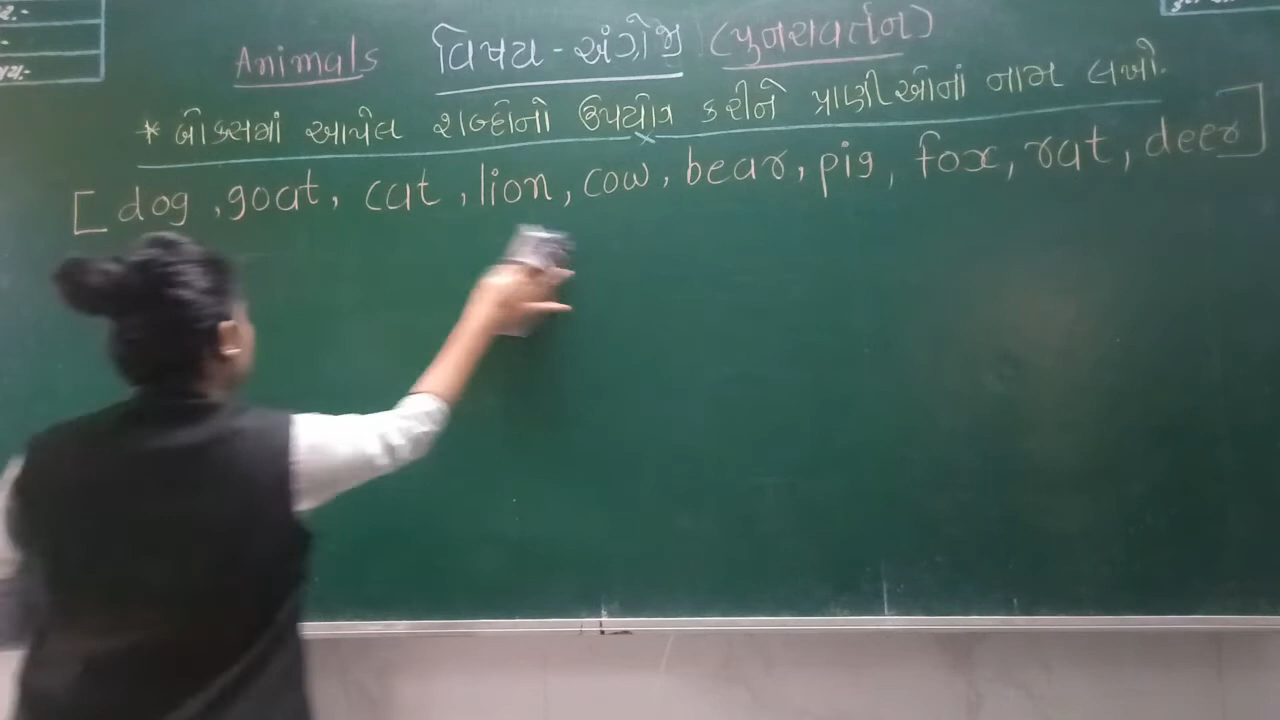 Animals વિષય - અંગ્રેજી (પુનરાવર્તન)
* બોક્સમાં આપેલ શબ્દોનો ઉપયોગ કરીને પ્રાણીઓનાં નામ લખો.
[ dog, goat, cat, lion, cow, bear, pig, fox, rat, deer ]